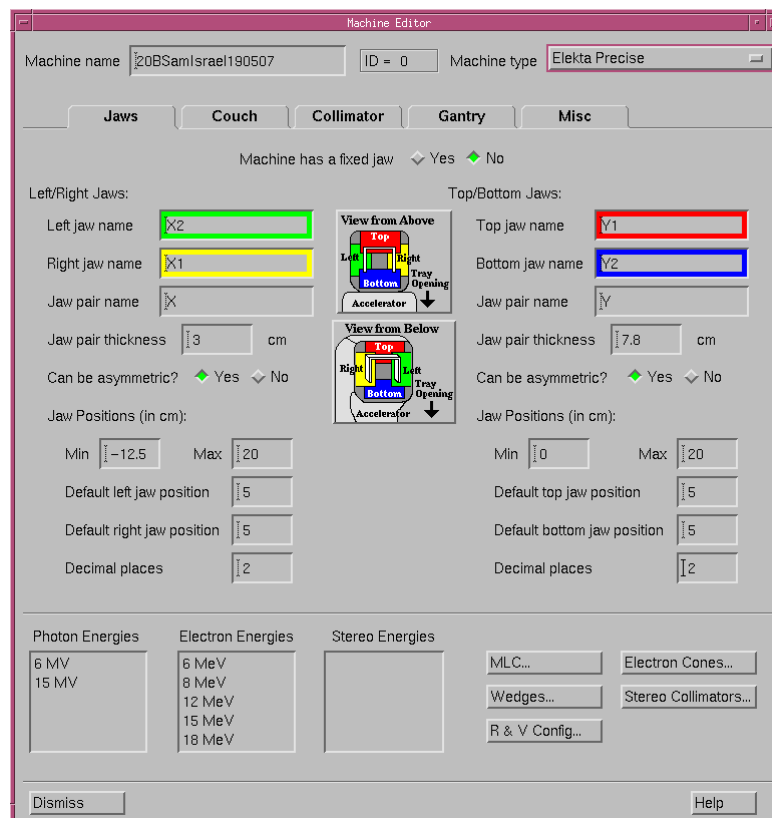 Machine Editor
Machine name 20BSamIsrael190507 ID = 0 Machine type Elekta Precise
Jaws Couch Collimator Gantry Misc
Machine has a fixed jaw Yes No
Left/Right Jaws: Top/Bottom Jaws:
Left jaw name X2 Top jaw name Y1
Right jaw name X1 Bottom jaw name Y2
Jaw pair name X Jaw pair name Y
Jaw pair thickness 3 cm Jaw pair thickness 7.8 cm
Can be asymmetric? Yes No Can be asymmetric? Yes No
Jaw Positions (in cm): Jaw Positions (in cm):
Min -12.5 Max 20 Min 0 Max 20
Default left jaw position 5 Default top jaw position 5
Default right jaw position 5 Default bottom jaw position 5
Decimal places 2 Decimal places 2
View from Above
Top
Left Right
Bottom Tray Opening
Accelerator
View from Below
Top
Right Left
Bottom Tray Opening
Accelerator
Photon Energies Electron Energies Stereo Energies
6 MV
15 MV
6 MeV
8 MeV
12 MeV
15 MeV
18 MeV
MLC... Electron Cones...
Wedges... Stereo Collimators...
R & V Config...
Dismiss Help